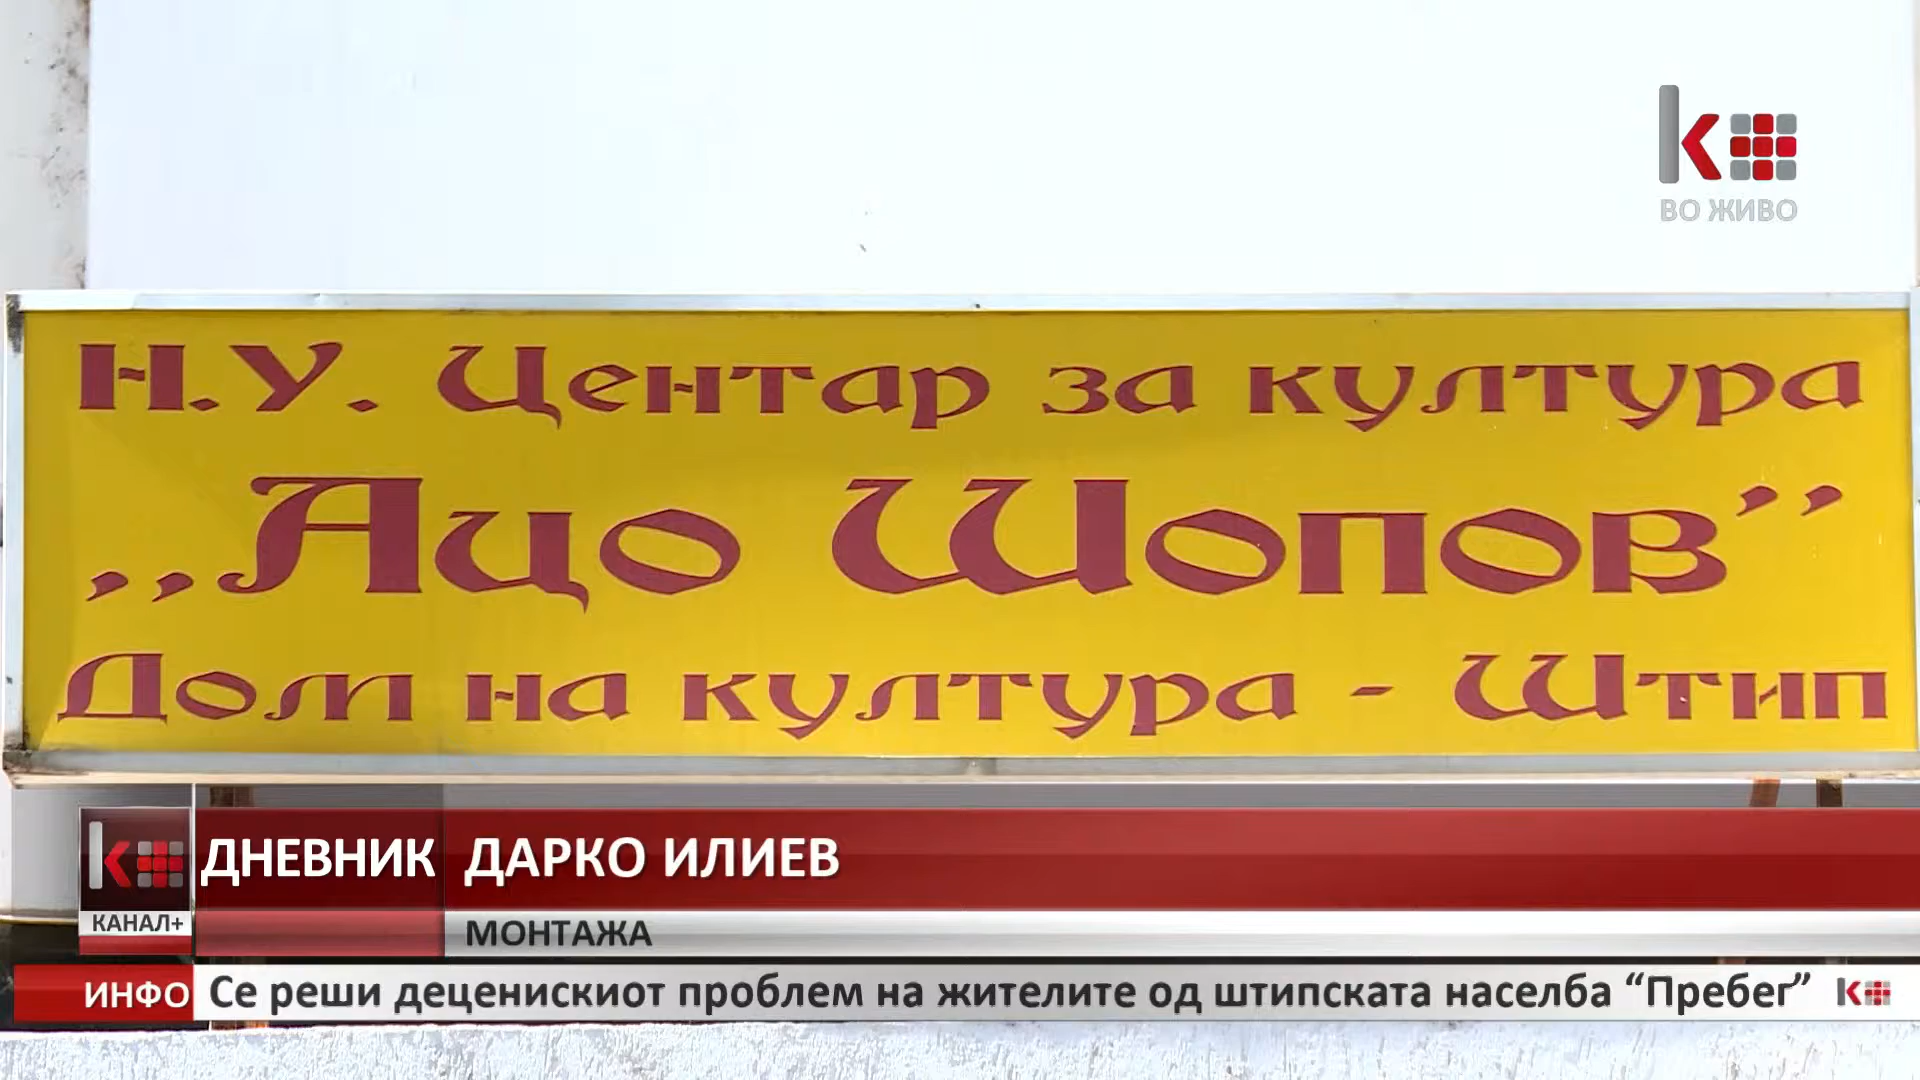 ВО ЖИВО
Н.У. Центар за култура
,,Ацо Шопов’’
Дом на култура - Штип
ДНЕВНИК
ДАРКО ИЛИЕВ
КАНАЛ+
МОНТАЖА
ИНФО
Се реши деценискиот проблем на жителите од штипската населба “Пребег”